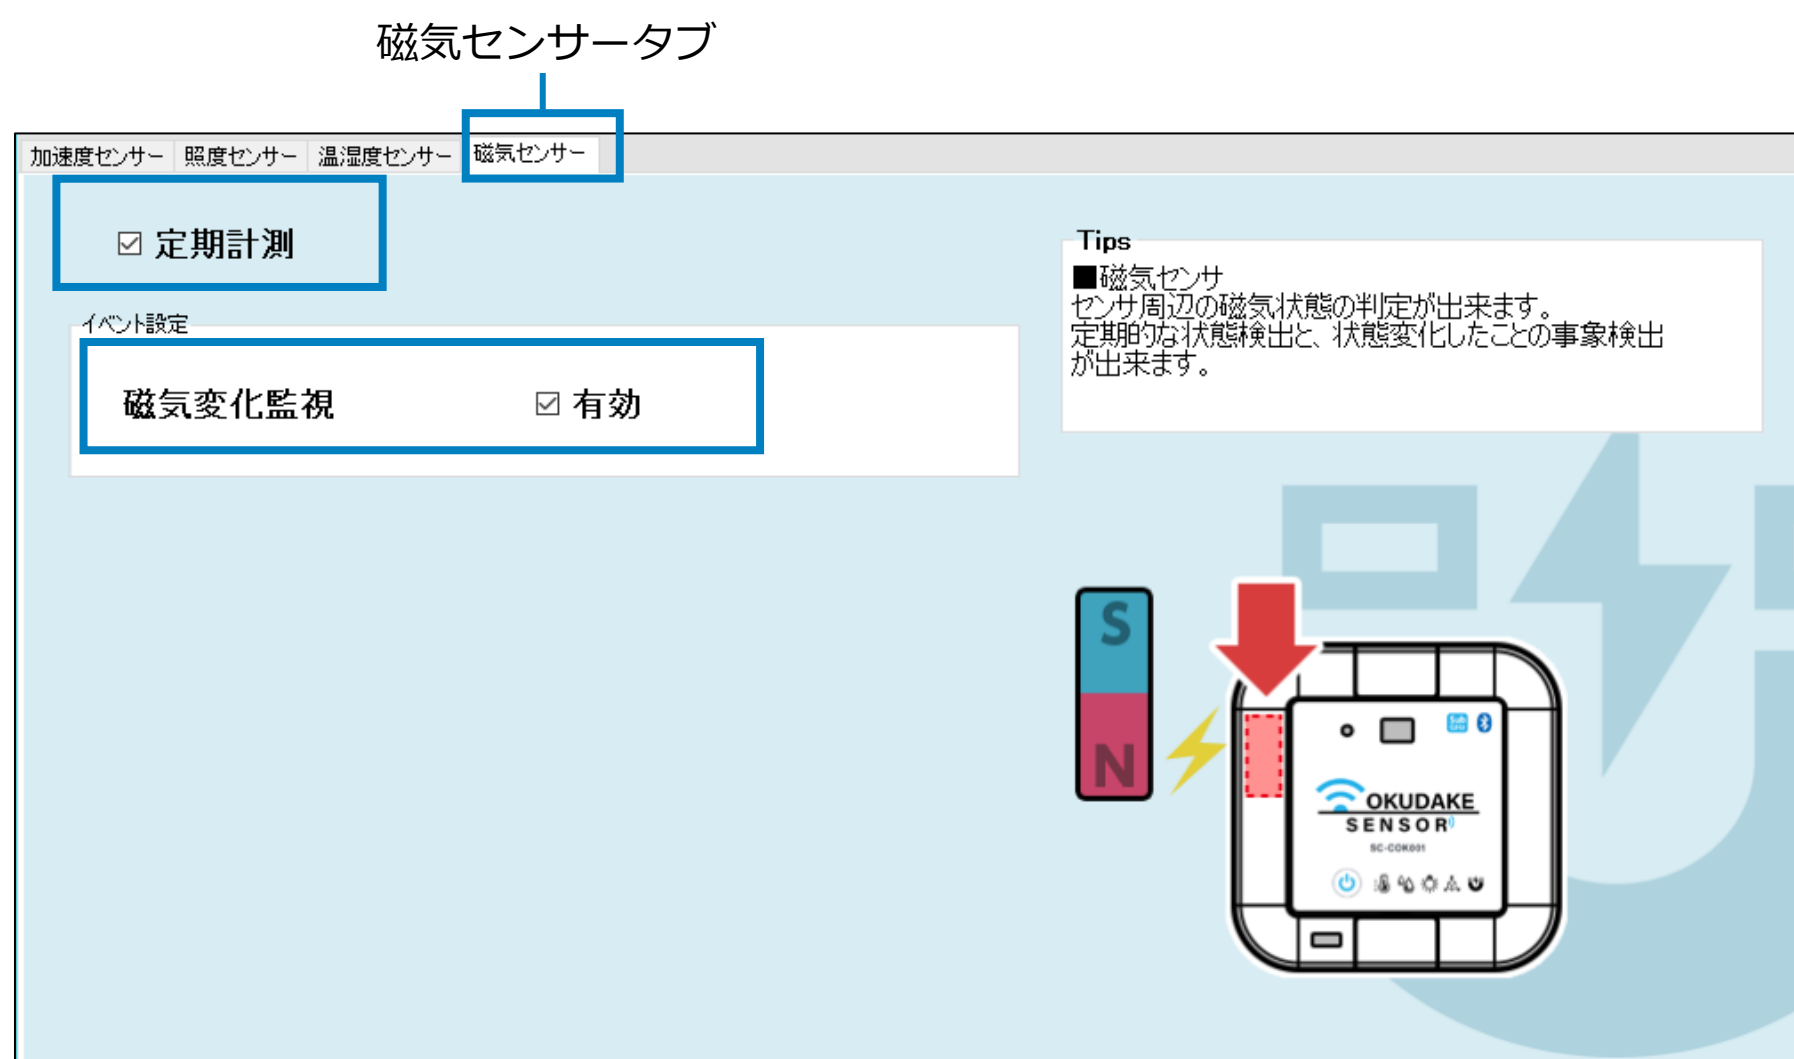 磁気センサータブ
加速度センサー 照度センサー 温湿度センサー 磁気センサー
定期計測
イベント設定
磁気変化監視 有効
Tips
■磁気センサ
センサ周辺の磁気状態の判定が出来ます。
定期的な状態検出と、状態変化したことの事象検出
が出来ます。
S
N
Sub
GHz
OKUDAKE
SENSOR
SC-COK001